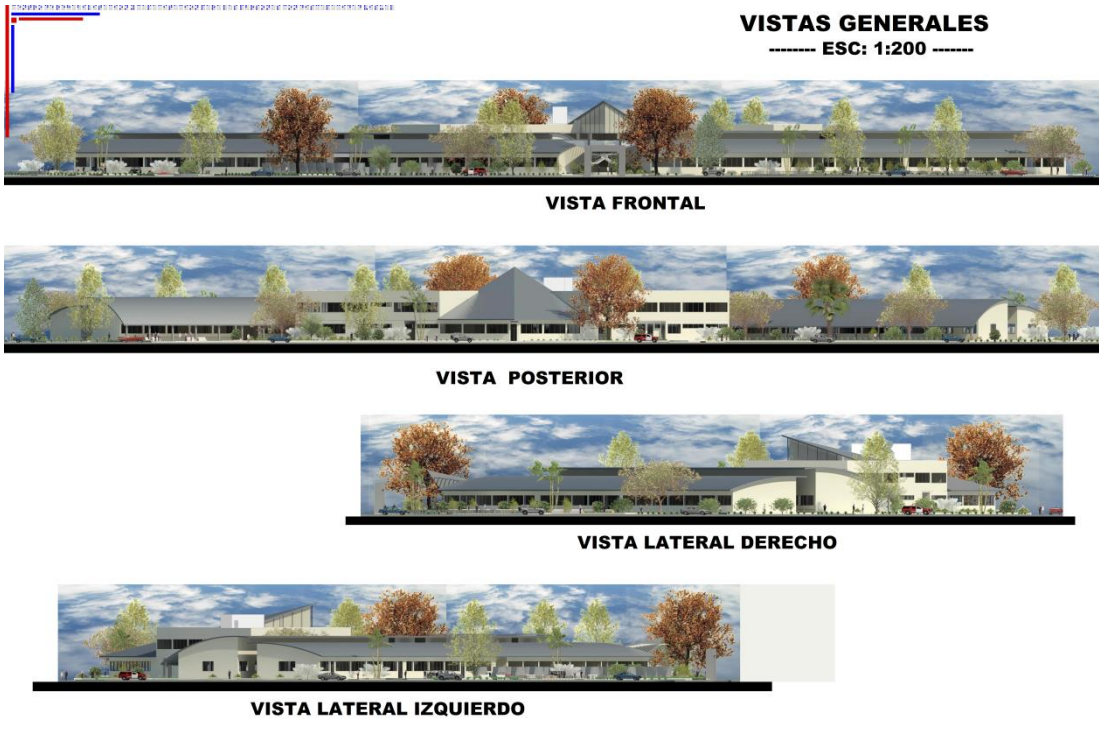 VISTAS GENERALES
-------- ESC: 1:200 -------
VISTA FRONTAL
VISTA POSTERIOR
VISTA LATERAL DERECHO
VISTA LATERAL IZQUIERDO